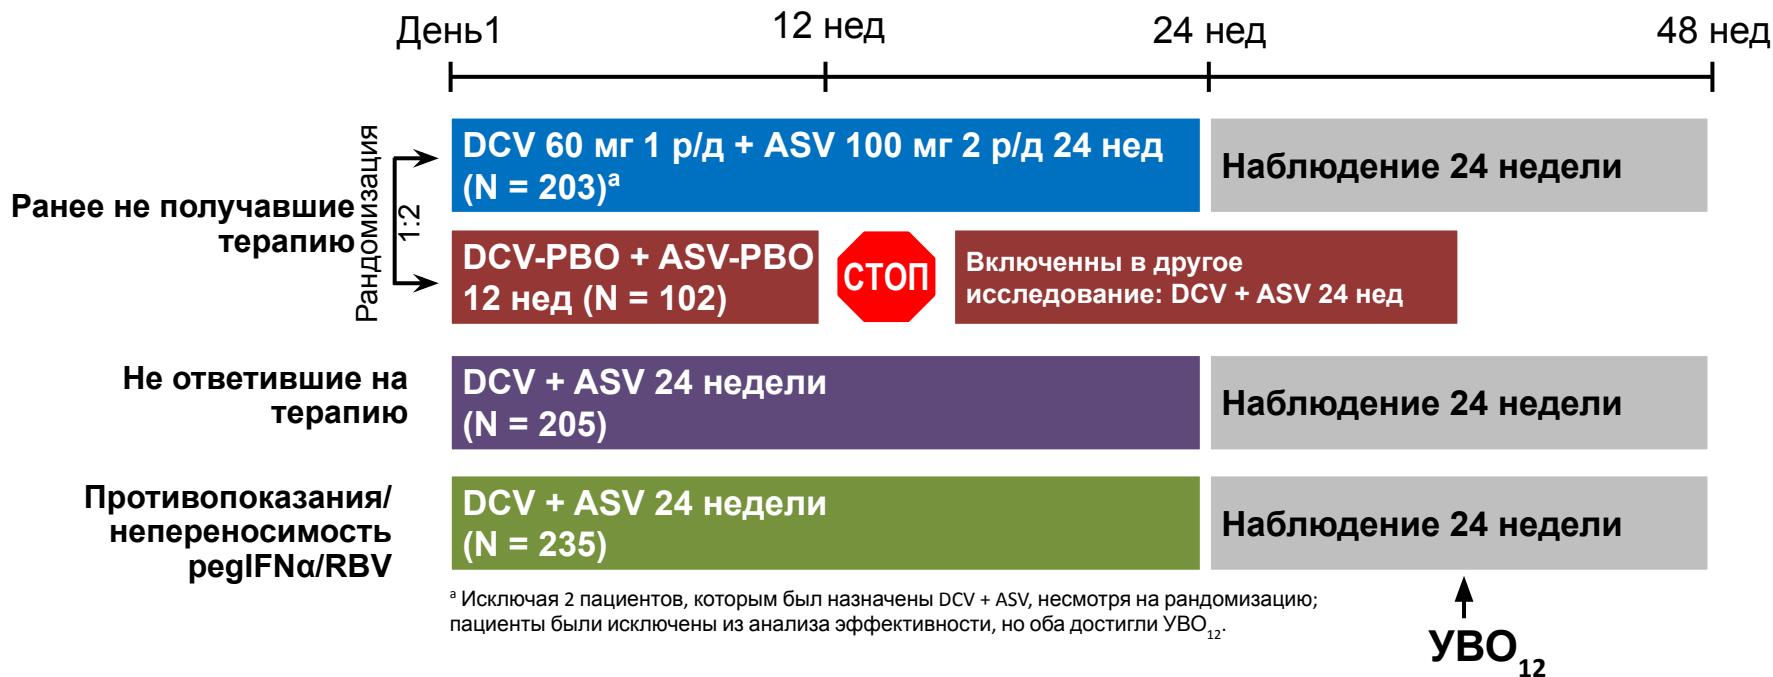 День1
12 нед
24 нед
48 нед
Ранее не получавшие
терапию
Рандомизация
1:2
DCV 60 мг 1 р/д + ASV 100 мг 2 р/д 24 нед
(N = 203)ᵃ
Наблюдение 24 недели
DCV-PBO + ASV-PBO
12 нед (N = 102)
СТОП
Включенны в другое
исследование: DCV + ASV 24 нед
Не ответившие на
терапию
DCV + ASV 24 недели
(N = 205)
Наблюдение 24 недели
Противопоказания/
непереносимость
pegIFNα/RBV
DCV + ASV 24 недели
(N = 235)
Наблюдение 24 недели
ᵃ Исключая 2 пациентов, которым был назначены DCV + ASV, несмотря на рандомизацию;
пациенты были исключены из анализа эффективности, но оба достигли УВО₁₂.
УВО₁₂